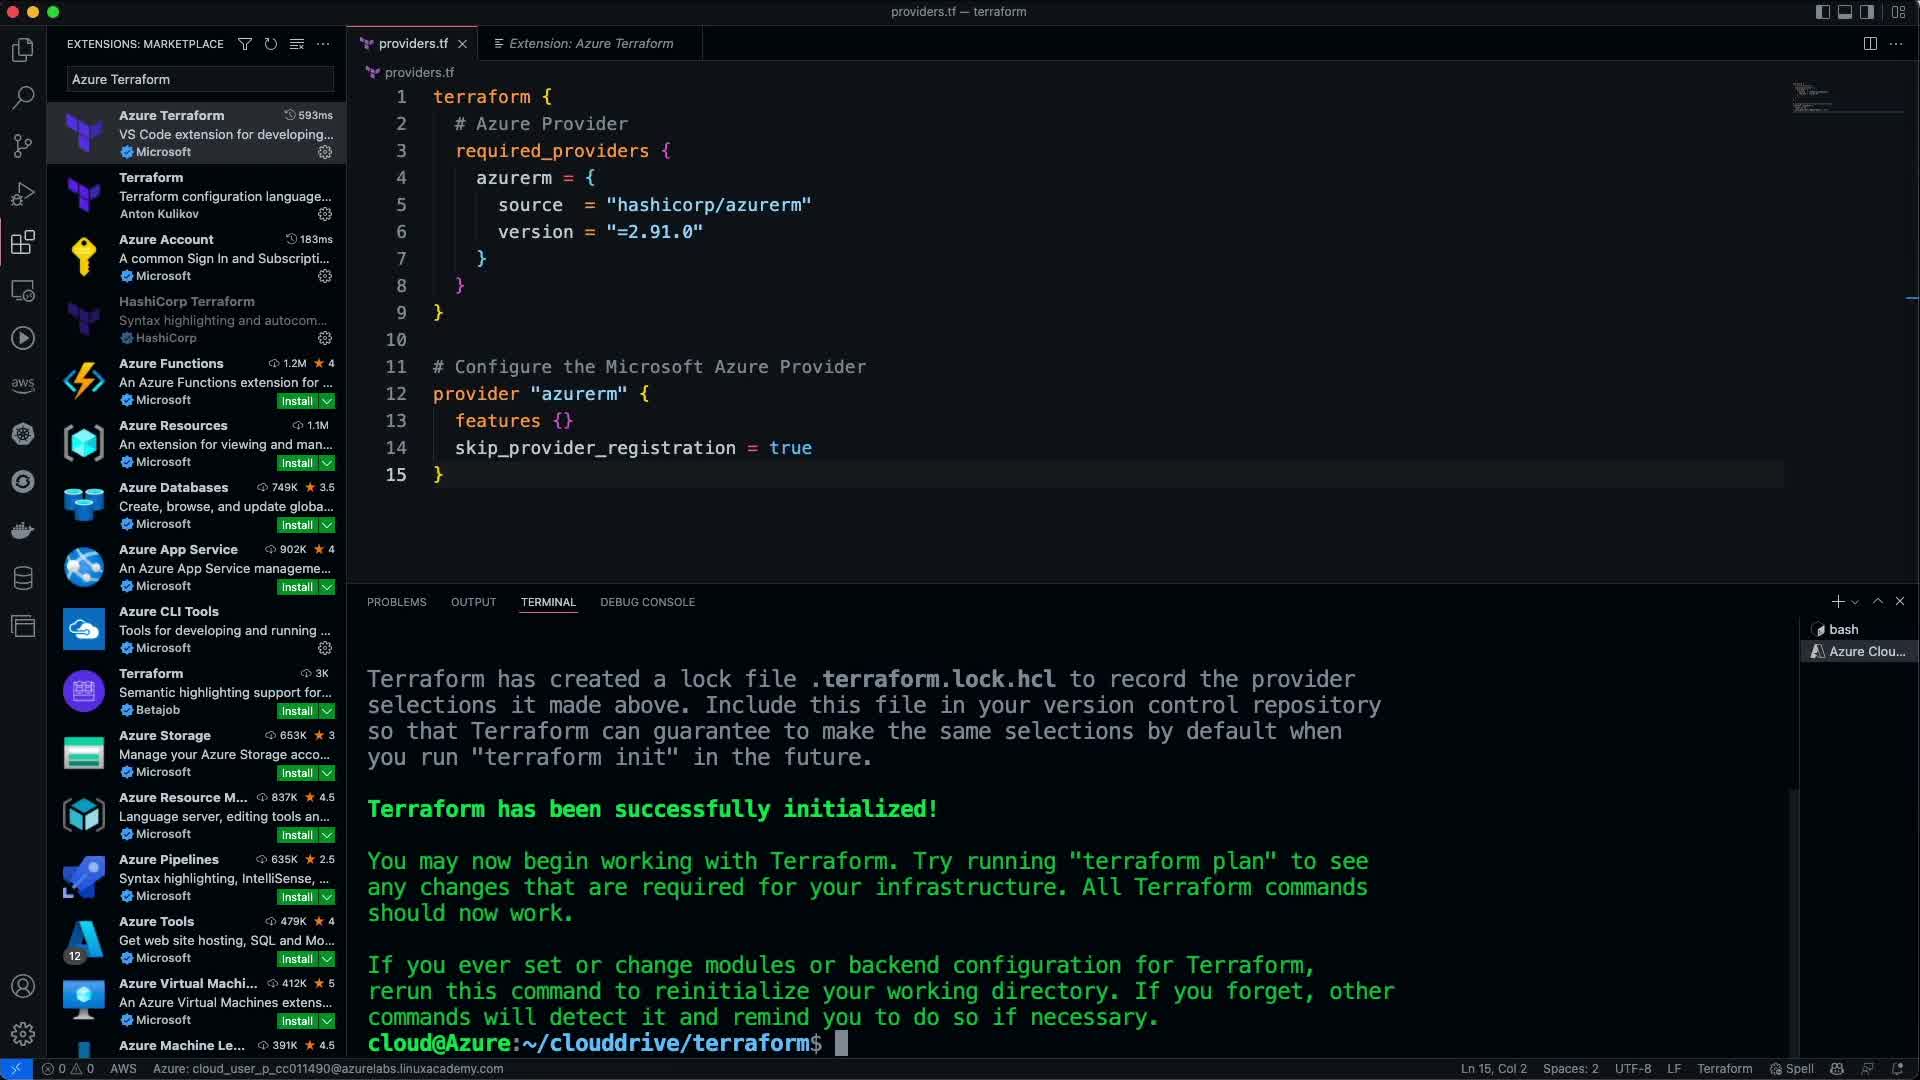 providers.tf — terraform
EXTENSIONS: MARKETPLACE
Azure Terraform
Azure Terraform 593ms
VS Code extension for developing...
Microsoft
Terraform
Terraform configuration language...
Anton Kulikov
Azure Account 183ms
A common Sign In and Subscripti...
Microsoft
HashiCorp Terraform
Syntax highlighting and autocom...
HashiCorp
Azure Functions 1.2M 4
An Azure Functions extension for ...
Microsoft Install
Azure Resources 1.1M
An extension for viewing and man...
Microsoft Install
Azure Databases 749K 3.5
Create, browse, and update globa...
Microsoft Install
Azure App Service 902K 4
An Azure App Service manageme...
Microsoft Install
Azure CLI Tools
Tools for developing and running ...
Microsoft
Terraform 3K
Semantic highlighting support for...
Betajob Install
Azure Storage 653K 3
Manage your Azure Storage acco...
Microsoft Install
Azure Resource M... 837K 4.5
Language server, editing tools an...
Microsoft Install
Azure Pipelines 635K 2.5
Syntax highlighting, IntelliSense, ...
Microsoft Install
Azure Tools 479K 4
Get web site hosting, SQL and Mo...
12 Microsoft Install
Azure Virtual Machi... 412K 5
An Azure Virtual Machines extens...
Microsoft Install
Azure Machine Le... 391K 4.5
aws
providers.tf
Extension: Azure Terraform
providers.tf
1 terraform {
2 # Azure Provider
3 required_providers {
4 azurerm = {
5 source = "hashicorp/azurerm"
6 version = "=2.91.0"
7 }
8 }
9 }
10
11 # Configure the Microsoft Azure Provider
12 provider "azurerm" {
13 features {}
14 skip_provider_registration = true
15 }
PROBLEMS OUTPUT TERMINAL DEBUG CONSOLE
bash
Azure Clou...
Terraform has created a lock file .terraform.lock.hcl to record the provider
selections it made above. Include this file in your version control repository
so that Terraform can guarantee to make the same selections by default when
you run "terraform init" in the future.
Terraform has been successfully initialized!
You may now begin working with Terraform. Try running "terraform plan" to see
any changes that are required for your infrastructure. All Terraform commands
should now work.
If you ever set or change modules or backend configuration for Terraform,
rerun this command to reinitialize your working directory. If you forget, other
commands will detect it and remind you to do so if necessary.
cloud@Azure:~/clouddrive/terraform$
0 0 AWS Azure: cloud_user_p_cc011490@azurelabs.linuxacademy.com Ln 15, Col 2 Spaces: 2 UTF-8 LF Terraform Spell